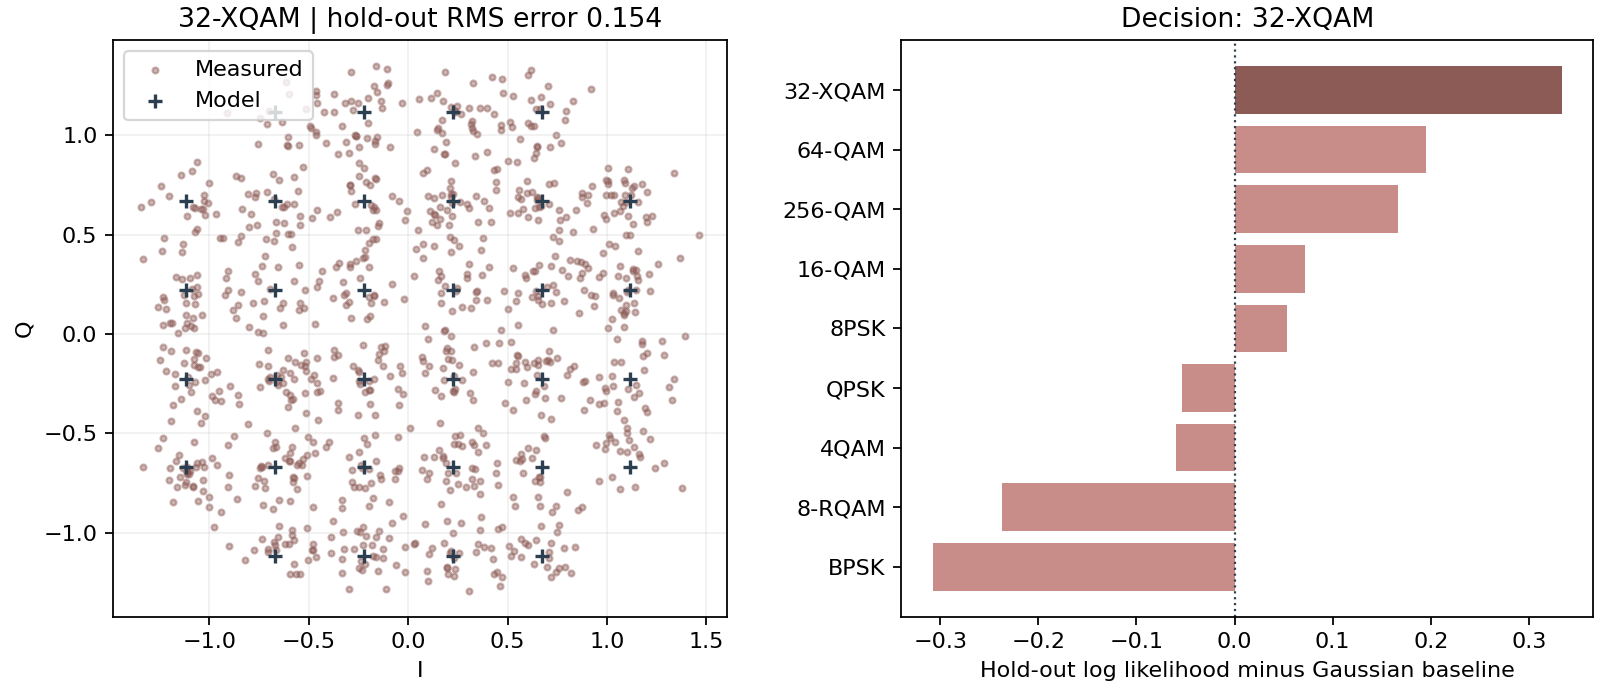 32-XQAM | hold-out RMS error 0.154
Measured
Model
1.0
0.5
0.0
−0.5
−1.0
Q
−1.0
−0.5
0.0
0.5
1.0
1.5
I
Decision: 32-XQAM
32-XQAM
64-QAM
256-QAM
16-QAM
8PSK
QPSK
4QAM
8-RQAM
BPSK
−0.3
−0.2
−0.1
0.0
0.1
0.2
0.3
Hold-out log likelihood minus Gaussian baseline